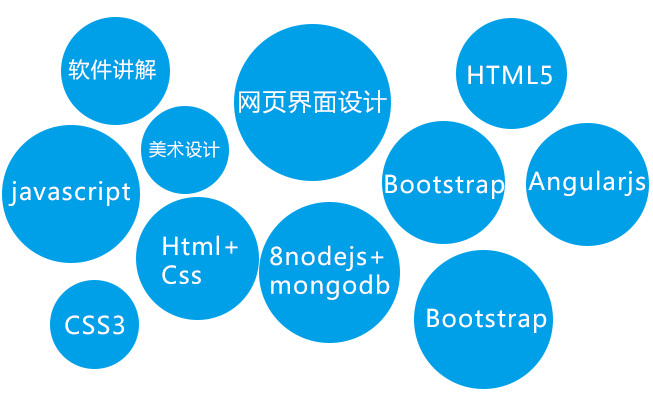 软件讲解
网页界面设计
HTML5
美术设计
javascript
Bootstrap
Angularjs
Html+
Css
8nodejs+
mongodb
CSS3
Bootstrap